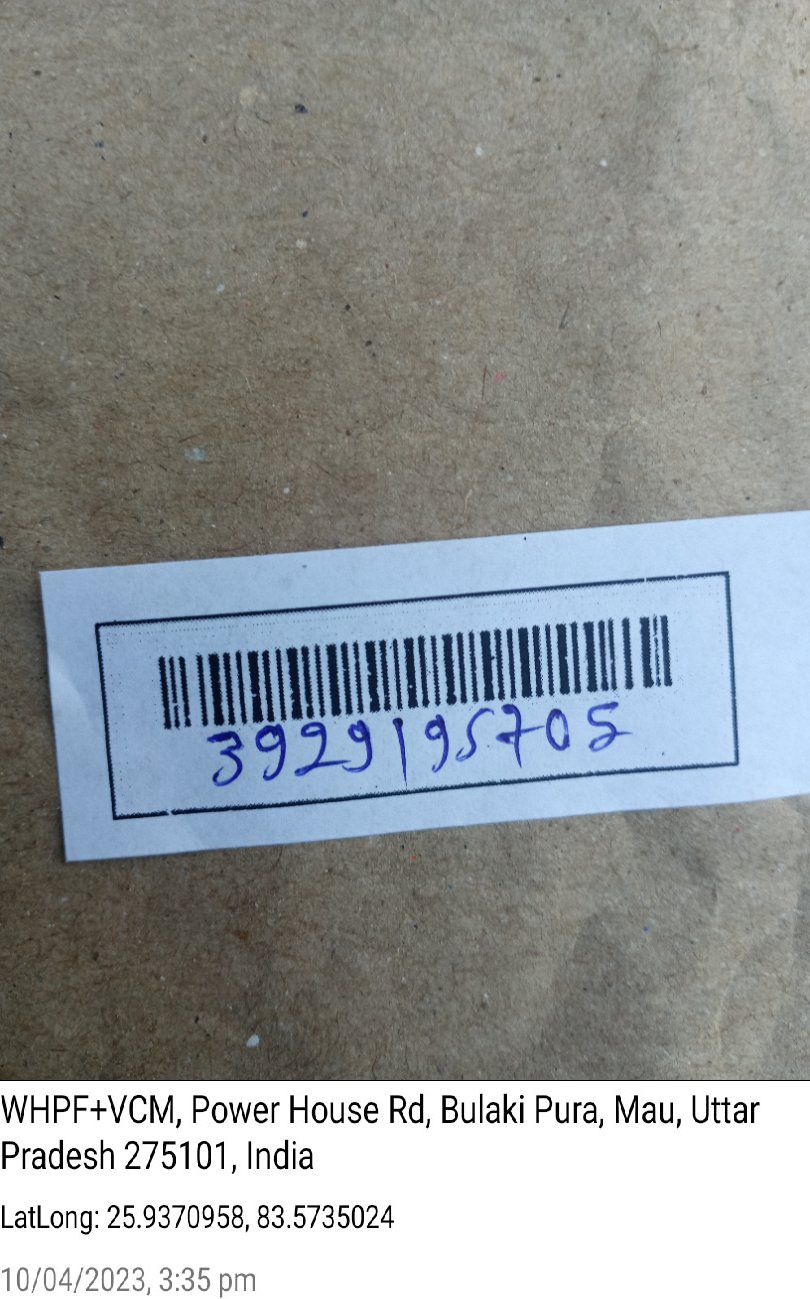 3929195705
WHPF+VCM, Power House Rd, Bulaki Pura, Mau, Uttar
Pradesh 275101, India
LatLong: 25.9370958, 83.5735024
10/04/2023, 3:35 pm